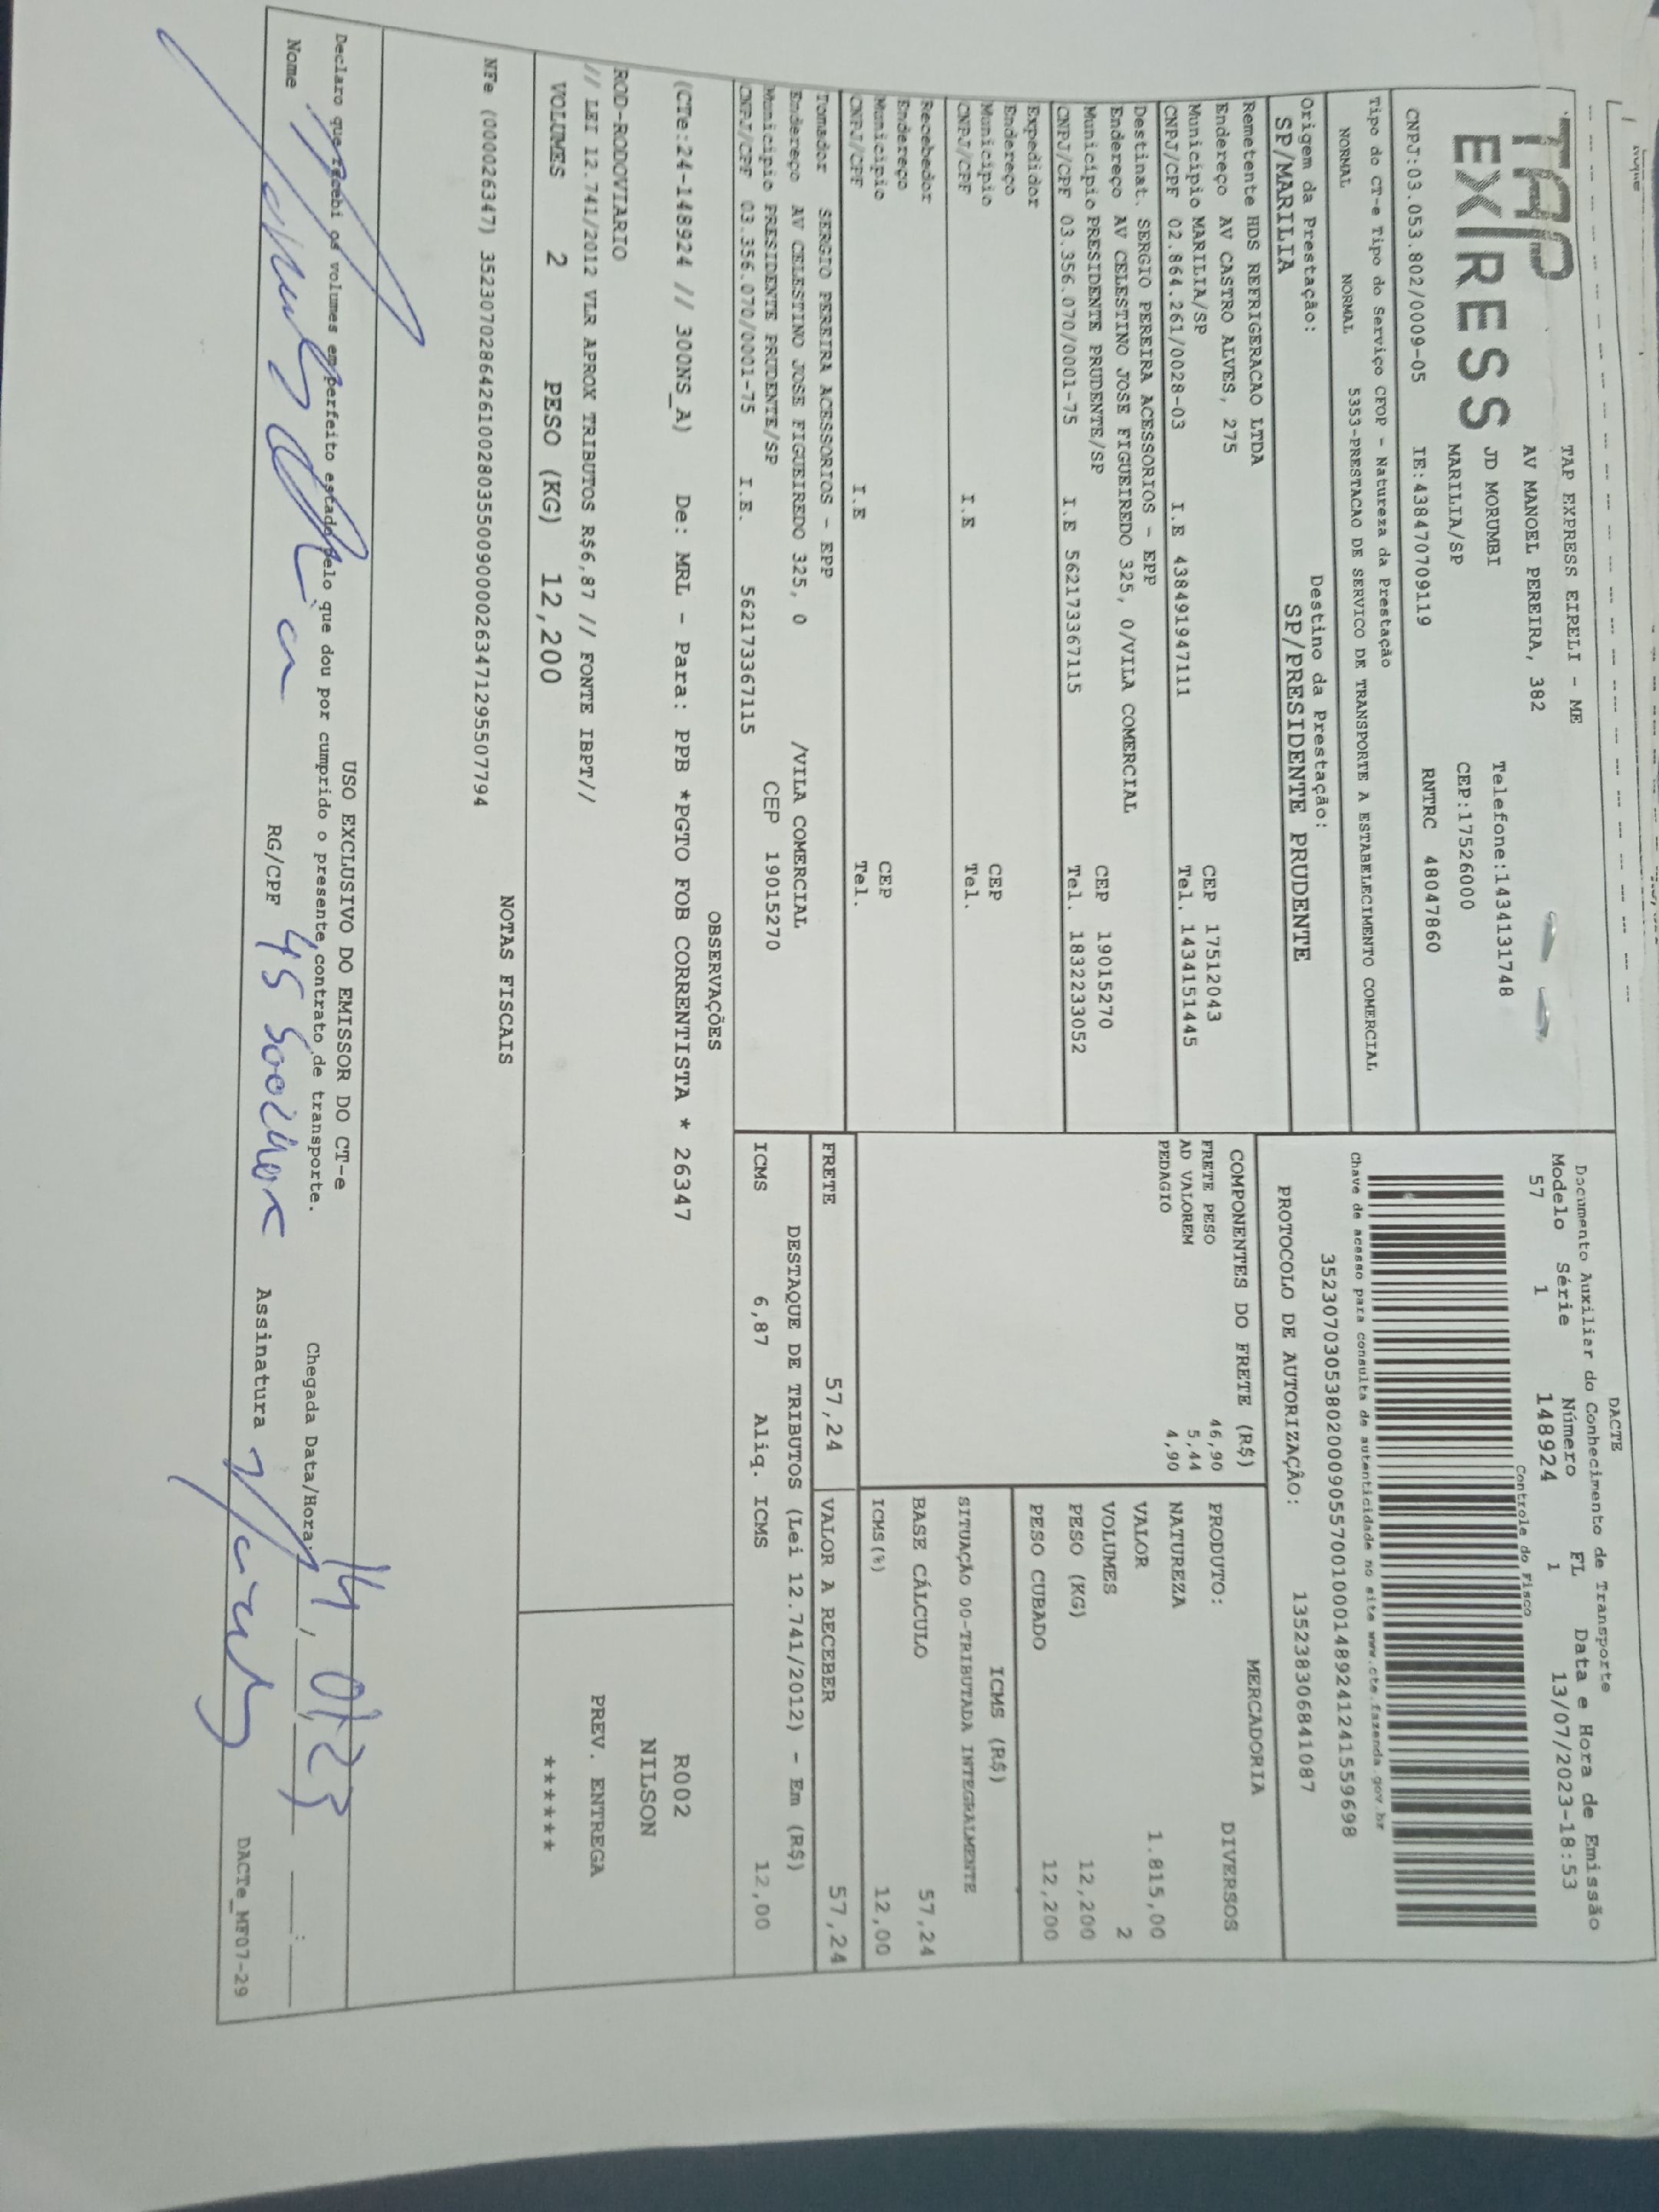 TAP
EXPRESS
TAP EXPRESS EIRELI - ME
AV MANOEL PEREIRA, 382
JD MORUMBI Telefone:1434131748
MARILIA/SP CEP:17526000
CNPJ:03.053.802/0009-05 IE:438470709119 RNTRC 48047860
Tipo do CT-e Tipo do Serviço CFOP - Natureza da Prestação
NORMAL NORMAL 5353-PRESTACAO DE SERVICO DE TRANSPORTE A ESTABELECIMENTO COMERCIAL
Origem da Prestação: Destino da Prestação:
SP/MARILIA SP/PRESIDENTE PRUDENTE
DACTE
Documento Auxiliar do Conhecimento de Transporte
Modelo Série Número FL Data e Hora de Emissão
57 1 148924 1 13/07/2023-18:53
Controle do Fisco
Chave de acesso para consulta de autenticidade no site www.cte.fazenda.gov.br
35230703053802000905570010001489241241559698
PROTOCOLO DE AUTORIZAÇÃO: 135238306841087
Remetente HDS REFRIGERACAO LTDA
Endereço AV CASTRO ALVES, 275
Município MARILIA/SP CEP 17512043
CNPJ/CPF 02.864.261/0028-03 I.E 438491947111 Tel. 1434151445
Destinat. SERGIO PEREIRA ACESSORIOS - EPP
Endereço AV CELESTINO JOSE FIGUEIREDO 325, 0/VILA COMERCIAL
Município PRESIDENTE PRUDENTE/SP CEP 19015270
CNPJ/CPF 03.356.070/0001-75 I.E 562173367115 Tel. 1832233052
Expedidor
Endereço
Município CEP
CNPJ/CPF I.E Tel.
Recebedor
Endereço
Município CEP
CNPJ/CPF I.E Tel.
Tomador SERGIO PEREIRA ACESSORIOS - EPP
Endereço AV CELESTINO JOSE FIGUEIREDO 325, 0 /VILA COMERCIAL
Município PRESIDENTE PRUDENTE/SP CEP 19015270
CNPJ/CPF 03.356.070/0001-75 I.E. 562173367115
COMPONENTES DO FRETE (R$)
FRETE PESO 46,90
AD VALOREM 5,44
PEDAGIO 4,90
MERCADORIA
PRODUTO: DIVERSOS
NATUREZA
VALOR 1.815,00
VOLUMES 2
PESO (KG) 12,200
PESO CUBADO 12,200
ICMS (R$)
SITUAÇÃO 00-TRIBUTADA INTEGRALMENTE
BASE CÁLCULO 57,24
ICMS(%) 12,00
FRETE 57,24 VALOR A RECEBER 57,24
DESTAQUE DE TRIBUTOS (Lei 12.741/2012) - Em (R$)
ICMS 6,87 Aliq. ICMS 12,00
OBSERVAÇÕES
(CTe:24-148924 // 300NS_A) De: MRL - Para: PPB *PGTO FOB CORRENTISTA * 26347
ROD-RODOVIARIO
// LEI 12.741/2012 VLR APROX TRIBUTOS R$6,87 // FONTE IBPT//
VOLUMES 2 PESO (KG) 12,200
R002
NILSON
PREV. ENTREGA
******
NOTAS FISCAIS
NFe (000026347) 35230702864261002803550090000263471295507794
USO EXCLUSIVO DO EMISSOR DO CT-e
Declaro que recebi os volumes em perfeito estado pelo que dou por cumprido o presente contrato de transporte.
Chegada Data/Hora:
Nome RG/CPF Assinatura
DACTe_MF07-29